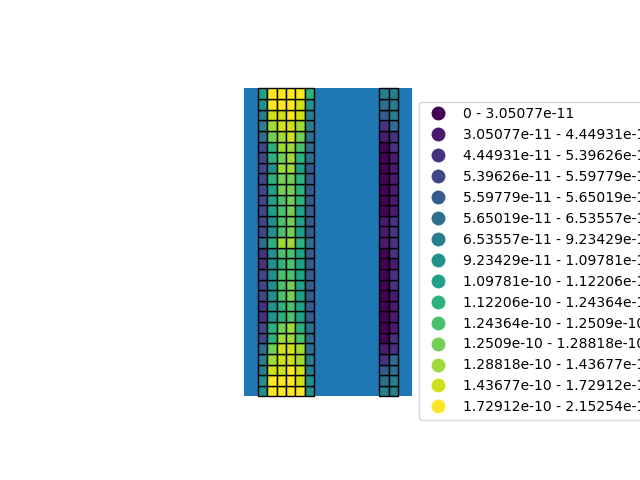 0 - 3.05077e-11
3.05077e-11 - 4.44931e-1
4.44931e-11 - 5.39626e-1
5.39626e-11 - 5.59779e-1
5.59779e-11 - 5.65019e-1
5.65019e-11 - 6.53557e-1
6.53557e-11 - 9.23429e-1
9.23429e-11 - 1.09781e-1
1.09781e-10 - 1.12206e-1
1.12206e-10 - 1.24364e-1
1.24364e-10 - 1.2509e-10
1.2509e-10 - 1.28818e-10
1.28818e-10 - 1.43677e-1
1.43677e-10 - 1.72912e-1
1.72912e-10 - 2.15254e-1